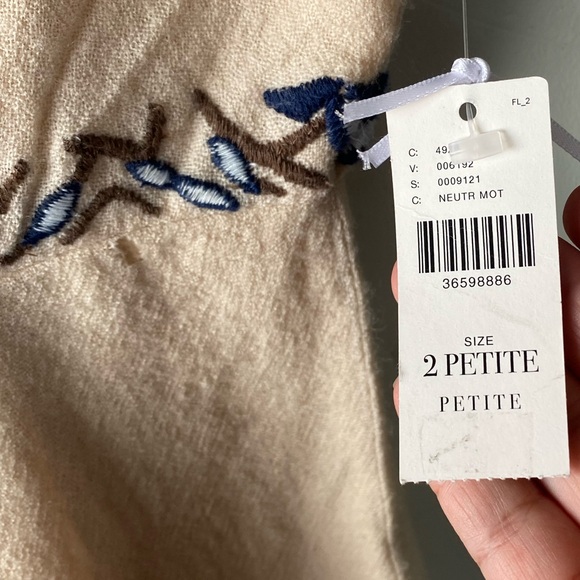 FL_2
C:
V: 006192
S: 0009121
C: NEUTR MOT
36598886
SIZE
2 PETITE
PETITE